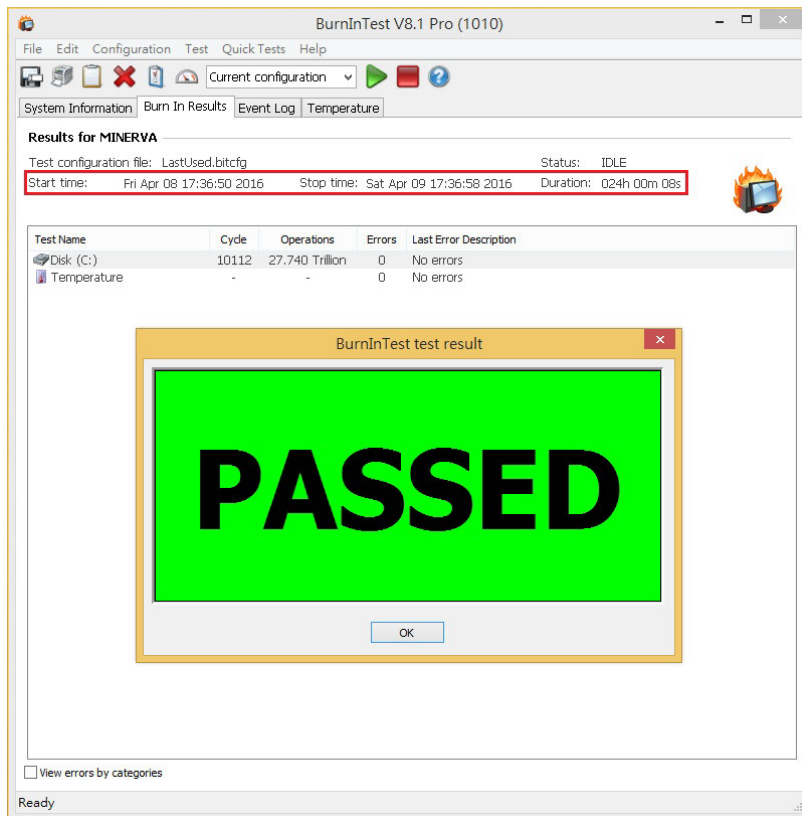 BurnInTest V8.1 Pro (1010)
File Edit Configuration Test Quick Tests Help
Current configuration
System Information Burn In Results Event Log Temperature
Results for MINERVA
Test configuration file: LastUsed.bitcfg Status: IDLE
Start time: Fri Apr 08 17:36:50 2016 Stop time: Sat Apr 09 17:36:58 2016 Duration: 024h 00m 08s
Test Name Cycle Operations Errors Last Error Description
Disk (C:) 10112 27.740 Trillion 0 No errors
Temperature - - 0 No errors
BurnInTest test result
PASSED
OK
View errors by categories
Ready